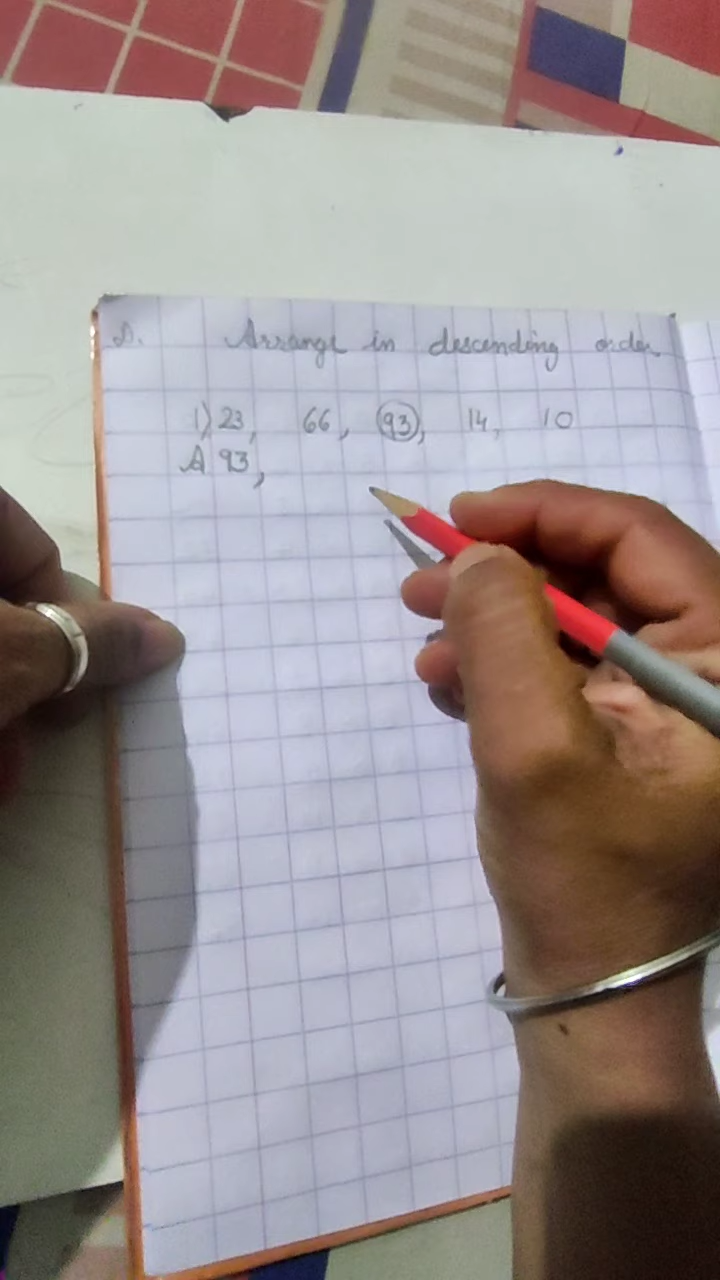 D. Arrange in descending order
1) 23, 66, 93, 14, 10
A 93,